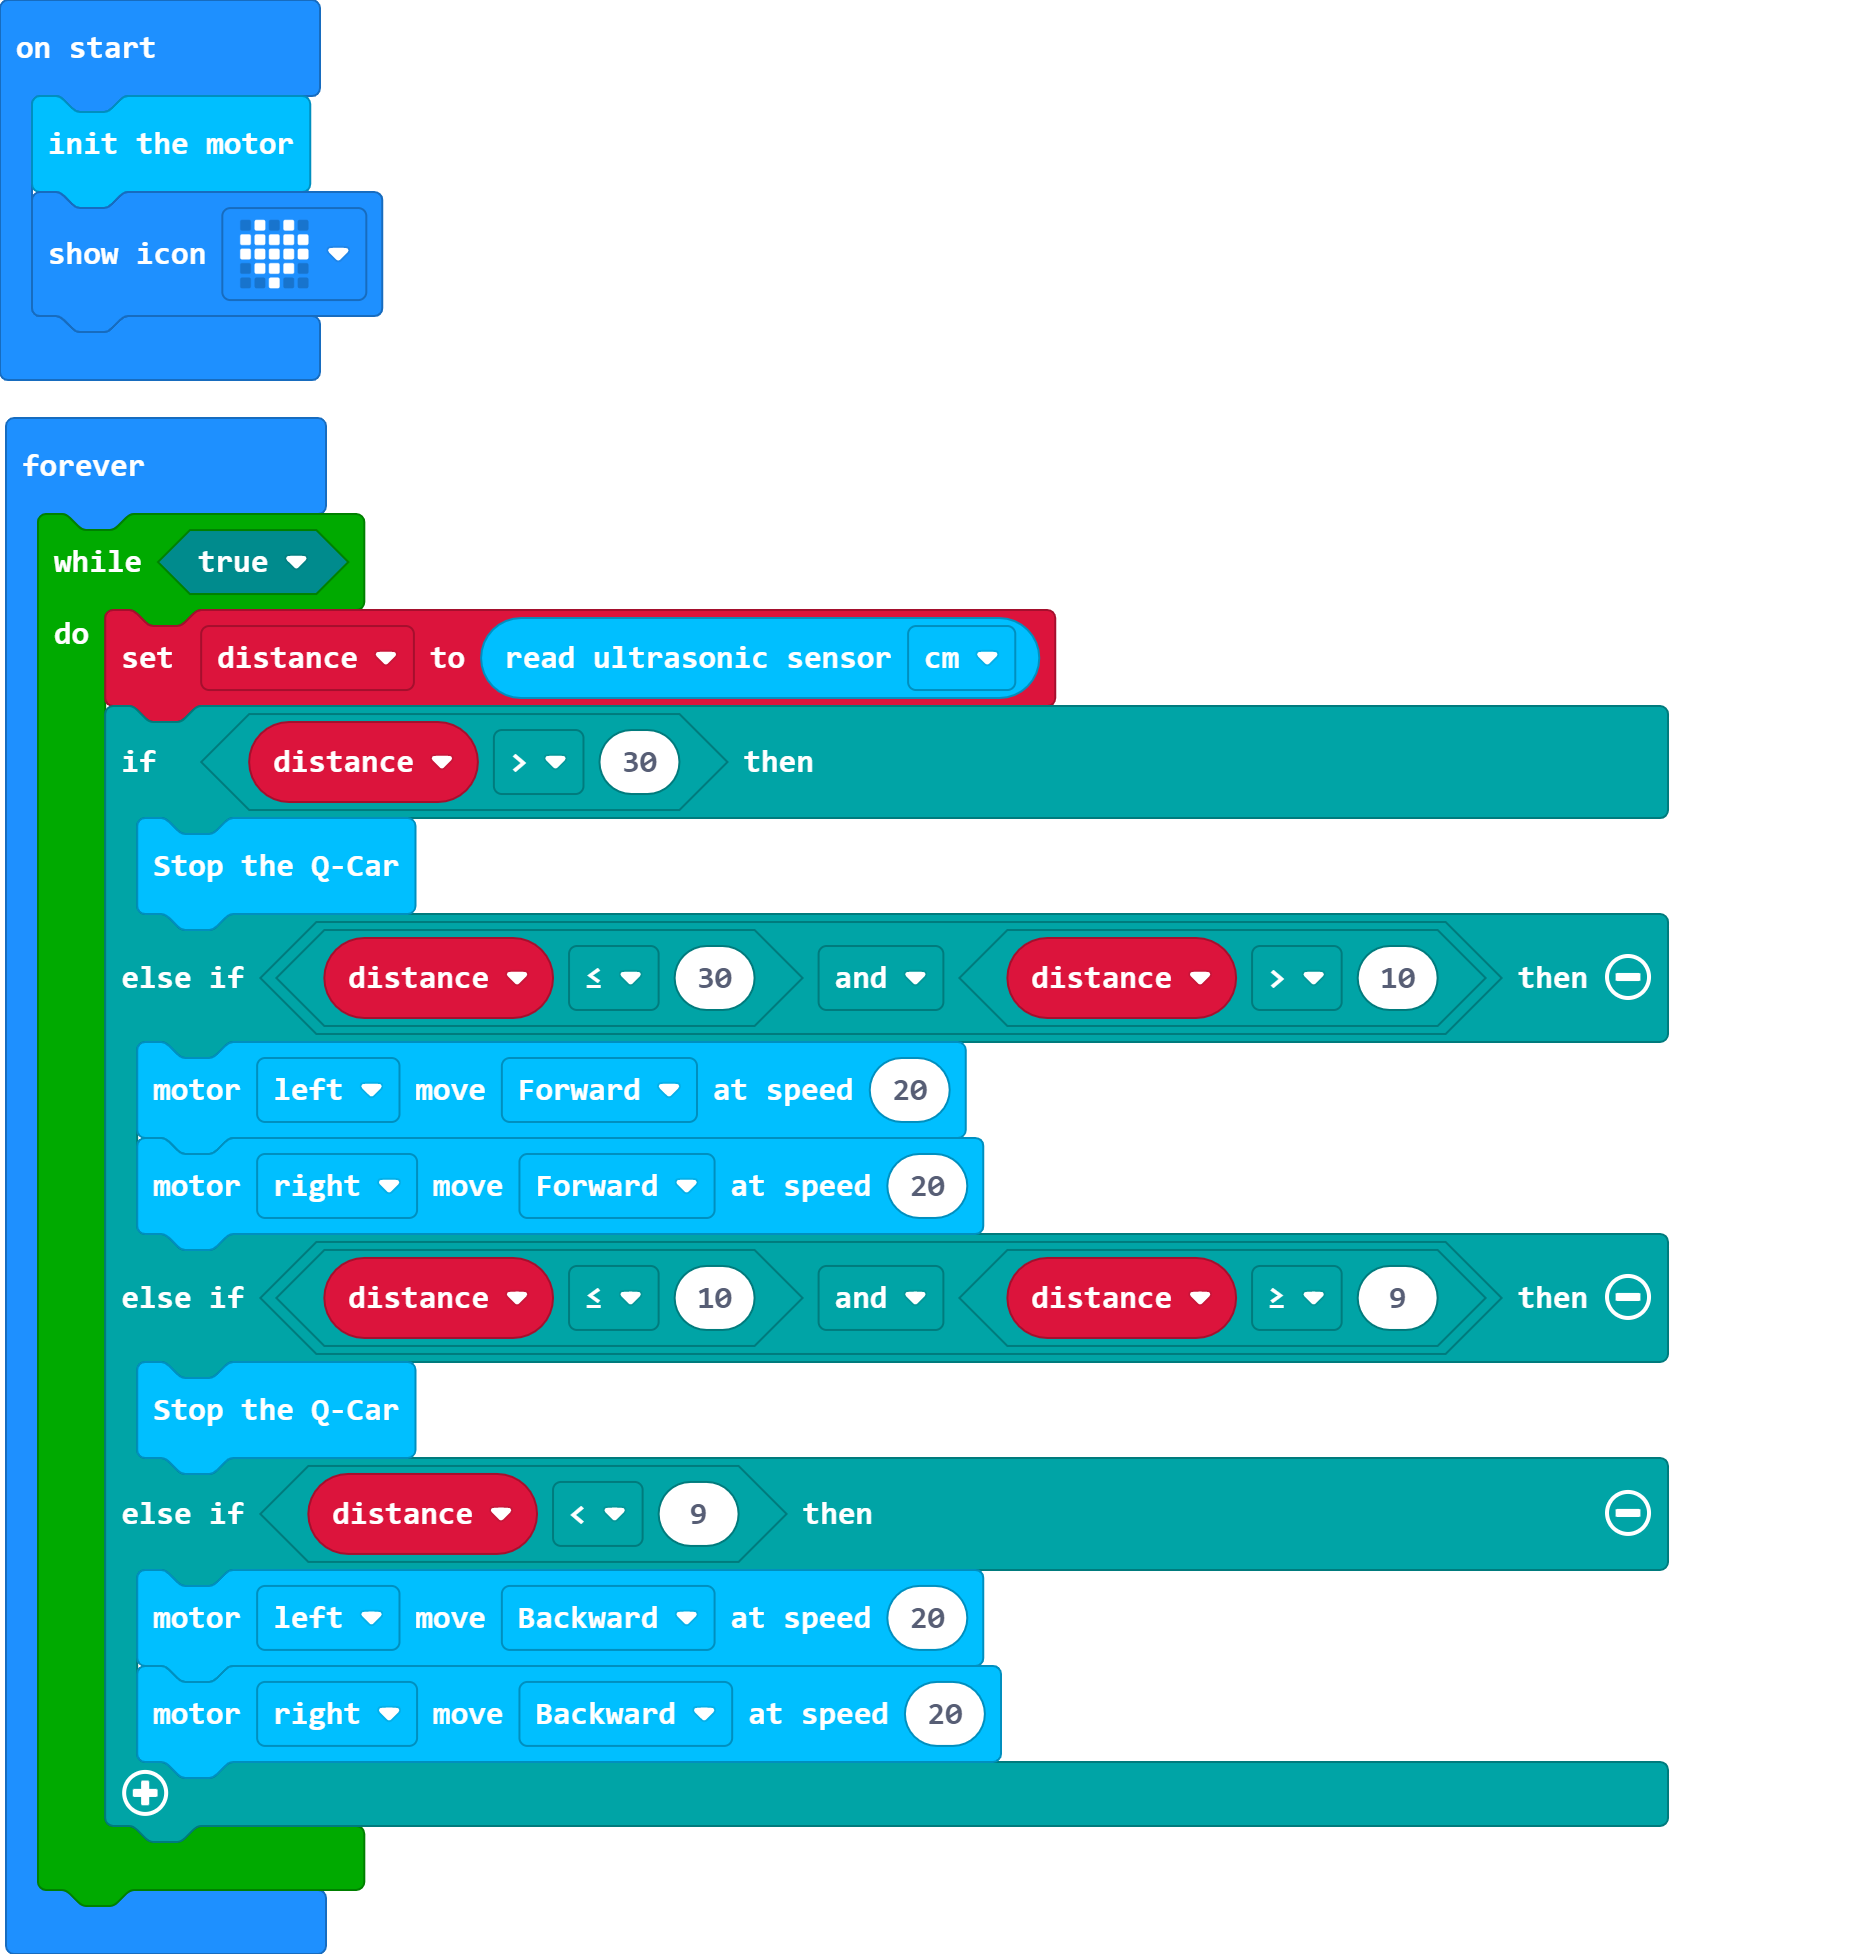 on start
init the motor
show icon
forever
while true
do
set distance to read ultrasonic sensor cm
if distance > 30 then
Stop the Q-Car
else if distance ≤ 30 and distance > 10 then
motor left move Forward at speed 20
motor right move Forward at speed 20
else if distance ≤ 10 and distance ≥ 9 then
Stop the Q-Car
else if distance < 9 then
motor left move Backward at speed 20
motor right move Backward at speed 20